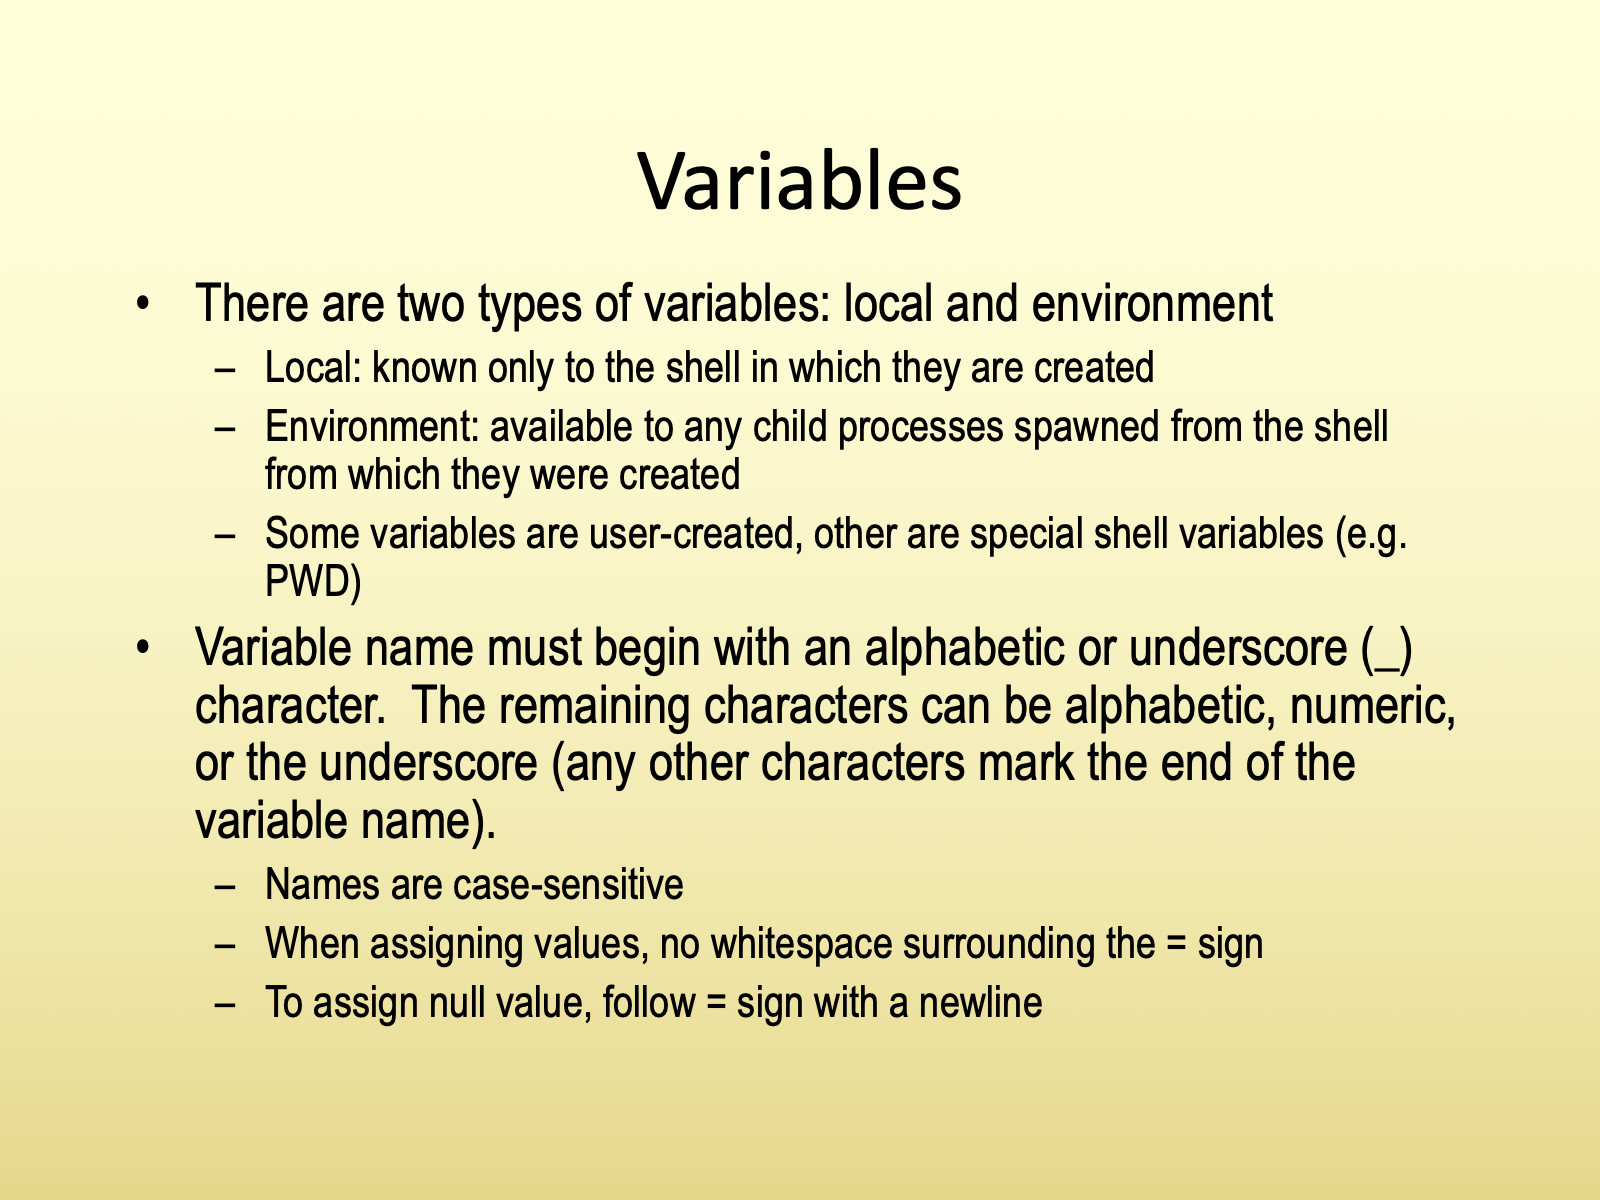 Variables
• There are two types of variables: local and environment
– Local: known only to the shell in which they are created
– Environment: available to any child processes spawned from the shell
from which they were created
– Some variables are user-created, other are special shell variables (e.g.
PWD)
• Variable name must begin with an alphabetic or underscore (_)
character.  The remaining characters can be alphabetic, numeric,
or the underscore (any other characters mark the end of the
variable name).
– Names are case-sensitive
– When assigning values, no whitespace surrounding the = sign
– To assign null value, follow = sign with a newline